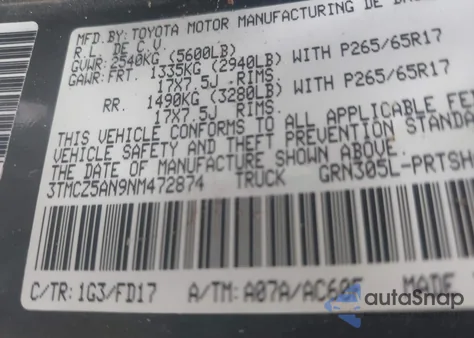 MFD.BY: TOYOTA MOTOR MANUFACTURING DE
R.L. DE C.V.
GVWR: 2540KG (5600LB)
GAWR: FRT. 1335KG (2940LB) WITH P265/65R17
17X7.5J RIMS.
RR. 1490KG (3280LB) WITH P265/65R17
17X7.5J RIMS.
THIS VEHICLE CONFORMS TO ALL APPLICABLE
VEHICLE SAFETY AND THEFT PREVENTION
THE DATE OF MANUFACTURE SHOWN ABOVE.
3TMCZ5AN9NM472874 TRUCK GRN305L-PRTSH
C/TR: 1G3/FD17 A/TM: A07A/AC60F MADE
autoSnap